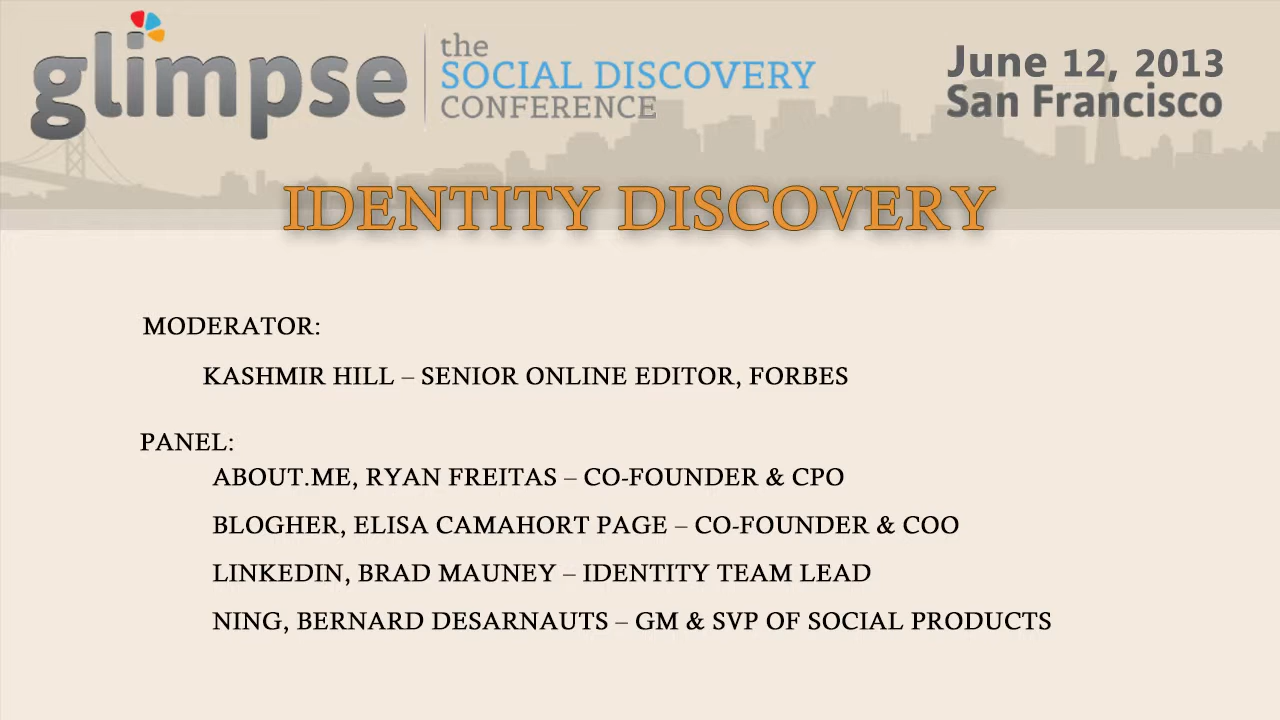 glimpse
the
SOCIAL DISCOVERY
CONFERENCE
June 12, 2013
San Francisco
IDENTITY DISCOVERY
MODERATOR:
KASHMIR HILL – SENIOR ONLINE EDITOR, FORBES
PANEL:
ABOUT.ME, RYAN FREITAS – CO-FOUNDER & CPO
BLOGHER, ELISA CAMAHORT PAGE – CO-FOUNDER & COO
LINKEDIN, BRAD MAUNEY – IDENTITY TEAM LEAD
NING, BERNARD DESARNAUTS – GM & SVP OF SOCIAL PRODUCTS